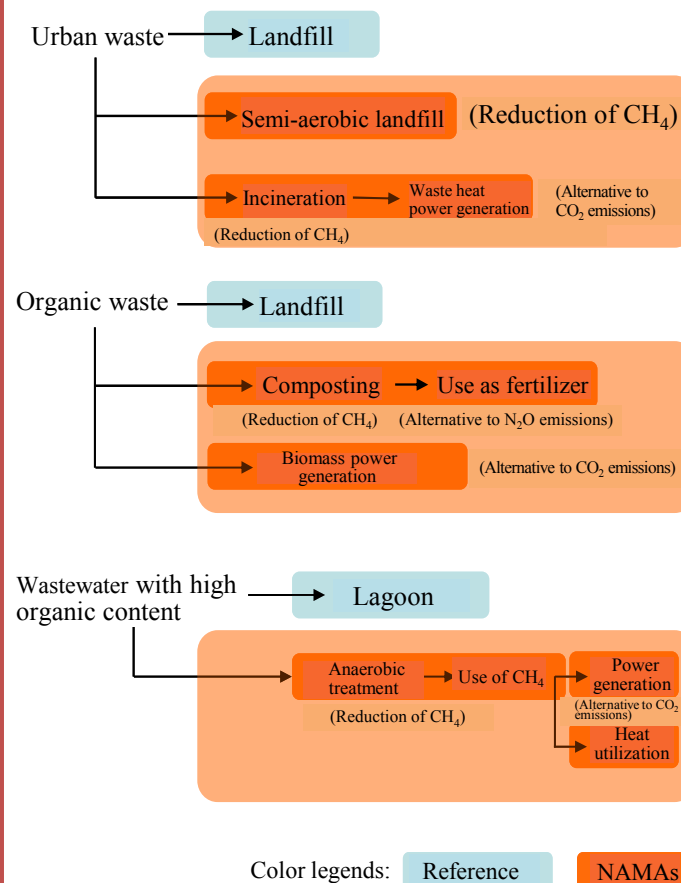 Urban waste
Landfill
Semi-aerobic landfill
(Reduction of CH₄)
Incineration
Waste heat
power generation
(Alternative to
CO₂ emissions)
(Reduction of CH₄)
Organic waste
Landfill
Composting
Use as fertilizer
(Reduction of CH₄)
(Alternative to N₂O emissions)
Biomass power
generation
(Alternative to CO₂ emissions)
Wastewater with high
organic content
Lagoon
Anaerobic
treatment
Use of CH₄
(Reduction of CH₄)
Power
generation
(Alternative to CO₂
emissions)
Heat
utilization
Color legends:
Reference
NAMAs